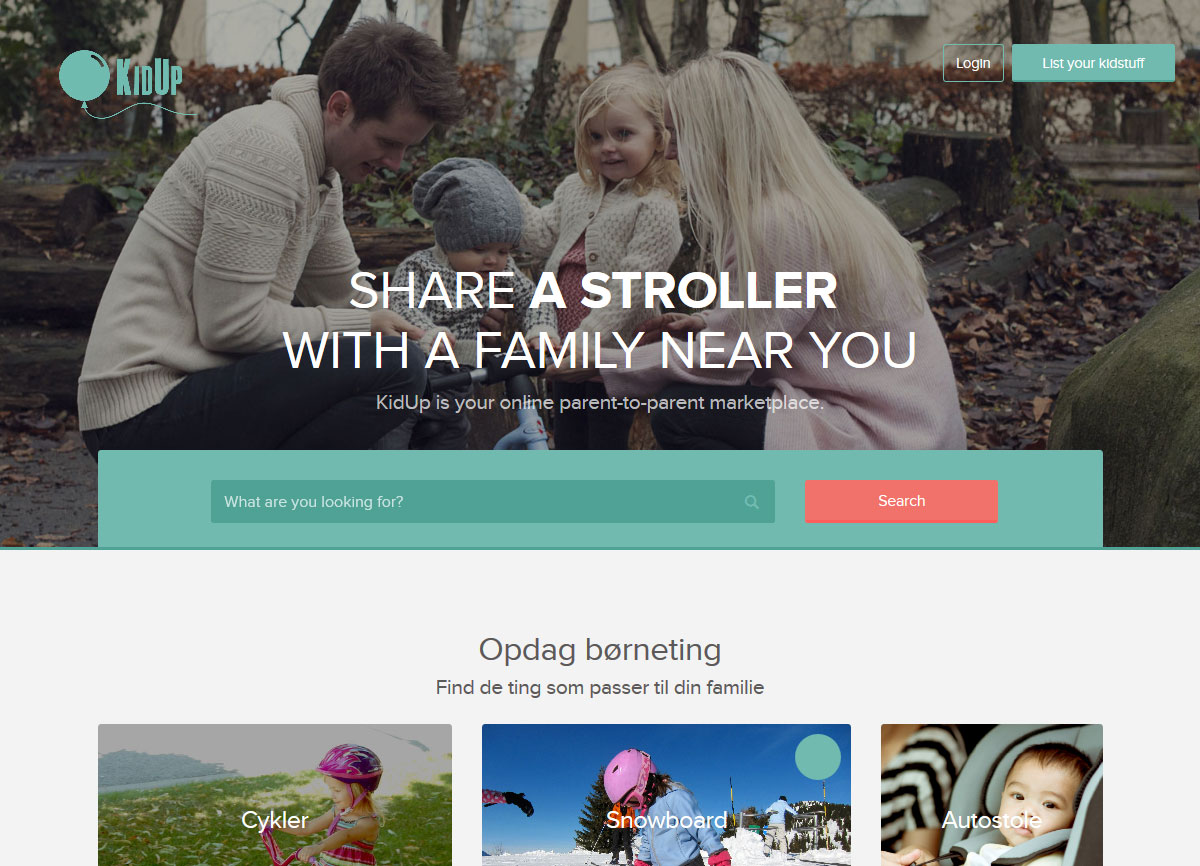 KidUp
Login
List your kidstuff
SHARE A STROLLER
WITH A FAMILY NEAR YOU
KidUp is your online parent-to-parent marketplace.
What are you looking for?
Search
Opdag børneting
Find de ting som passer til din familie
Cykler
Snowboard
Autostole